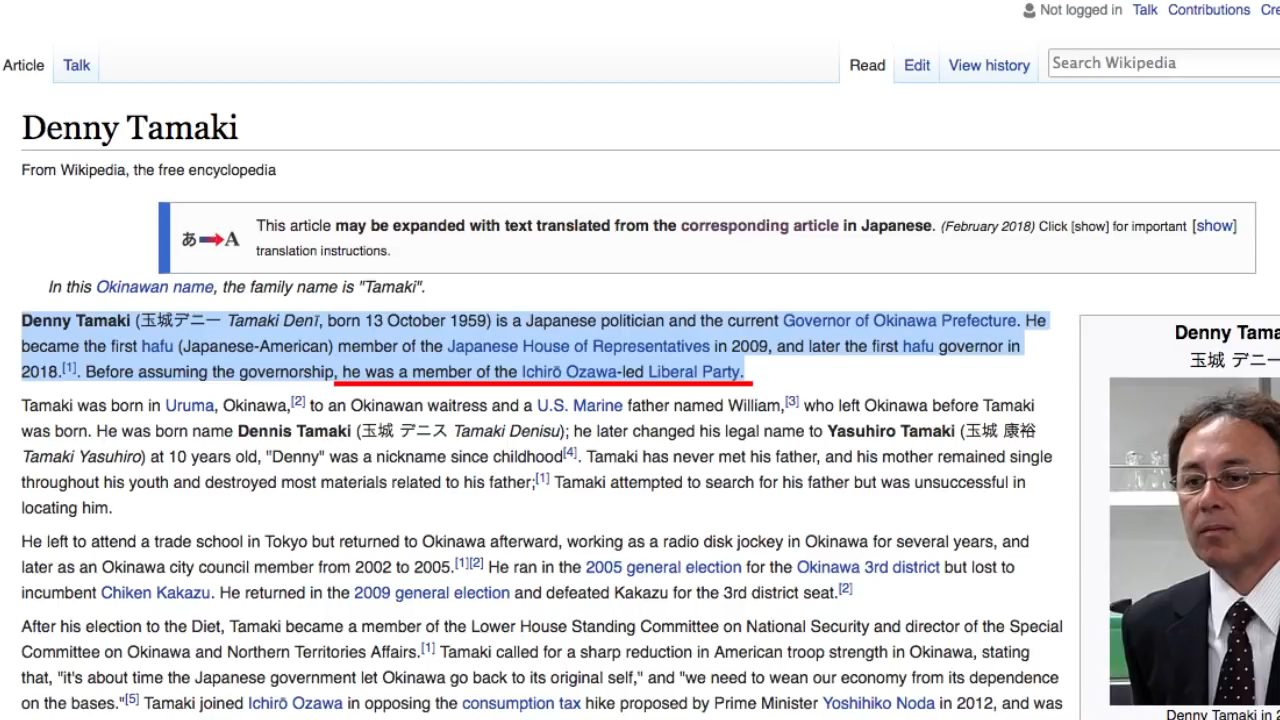 Not logged in Talk Contributions Cre
Article Talk Read Edit View history Search Wikipedia
Denny Tamaki
From Wikipedia, the free encyclopedia
あ A This article may be expanded with text translated from the corresponding article in Japanese. (February 2018) Click [show] for important [show]
translation instructions.
In this Okinawan name, the family name is "Tamaki".
Denny Tamaki (玉城デニー Tamaki Denī, born 13 October 1959) is a Japanese politician and the current Governor of Okinawa Prefecture. He
became the first hafu (Japanese-American) member of the Japanese House of Representatives in 2009, and later the first hafu governor in
2018.[1]. Before assuming the governorship, he was a member of the Ichirō Ozawa-led Liberal Party.
Tamaki was born in Uruma, Okinawa,[2] to an Okinawan waitress and a U.S. Marine father named William,[3] who left Okinawa before Tamaki
was born. He was born name Dennis Tamaki (玉城 デニス Tamaki Denisu); he later changed his legal name to Yasuhiro Tamaki (玉城 康裕
Tamaki Yasuhiro) at 10 years old, "Denny" was a nickname since childhood[4]. Tamaki has never met his father, and his mother remained single
throughout his youth and destroyed most materials related to his father;[1] Tamaki attempted to search for his father but was unsuccessful in
locating him.
He left to attend a trade school in Tokyo but returned to Okinawa afterward, working as a radio disk jockey in Okinawa for several years, and
later as an Okinawa city council member from 2002 to 2005.[1][2] He ran in the 2005 general election for the Okinawa 3rd district but lost to
incumbent Chiken Kakazu. He returned in the 2009 general election and defeated Kakazu for the 3rd district seat.[2]
After his election to the Diet, Tamaki became a member of the Lower House Standing Committee on National Security and director of the Special
Committee on Okinawa and Northern Territories Affairs.[1] Tamaki called for a sharp reduction in American troop strength in Okinawa, stating
that, "it's about time the Japanese government let Okinawa go back to its original self," and "we need to wean our economy from its dependence
on the bases."[5] Tamaki joined Ichirō Ozawa in opposing the consumption tax hike proposed by Prime Minister Yoshihiko Noda in 2012, and was
Denny Tama
玉城 デニー
Denny Tamaki in 2